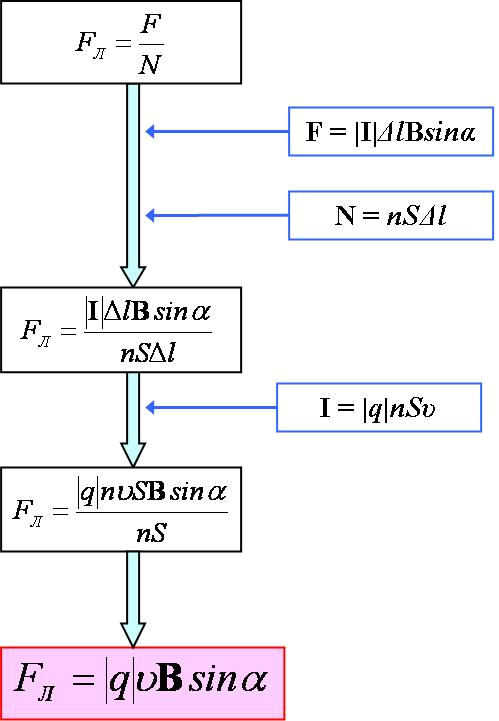 F_Л = F/N
F = |I|ΔlBsinα
N = nSΔl
F_Л = |I|ΔlB sin α / nSΔl
I = |q|nSυ
F_Л = |q|nυSB sin α / nS
F_Л = |q|υB sin α